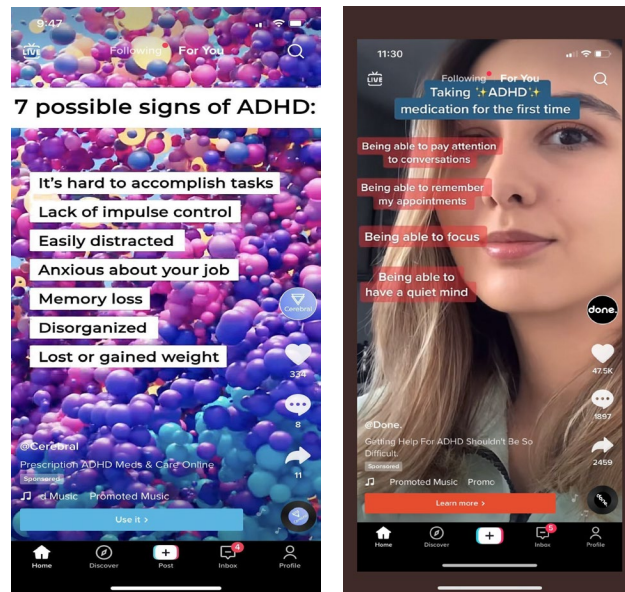 9:47
LIVE
Following
For You
7 possible signs of ADHD:
It's hard to accomplish tasks
Lack of impulse control
Easily distracted
Anxious about your job
Memory loss
Disorganized
Lost or gained weight
Cerebral
334
8
11
@Cerebral
Prescription ADHD Meds & Care Online
Sponsored
d Music Promoted Music
Use it >
4
Home
Discover
Post
Inbox
Profile
11:30
LIVE
Following
For You
Taking ✨ADHD✨
medication for the first time
Being able to pay attention
to conversations
Being able to remember
my appointments
Being able to focus
Being able to
have a quiet mind
done.
47.5K
1897
2459
@Done.
Getting Help For ADHD Shouldn't Be So
Difficult.
Sponsored
Promoted Music Promo
Learn more >
done.
5
Home
Discover
Inbox
Profile